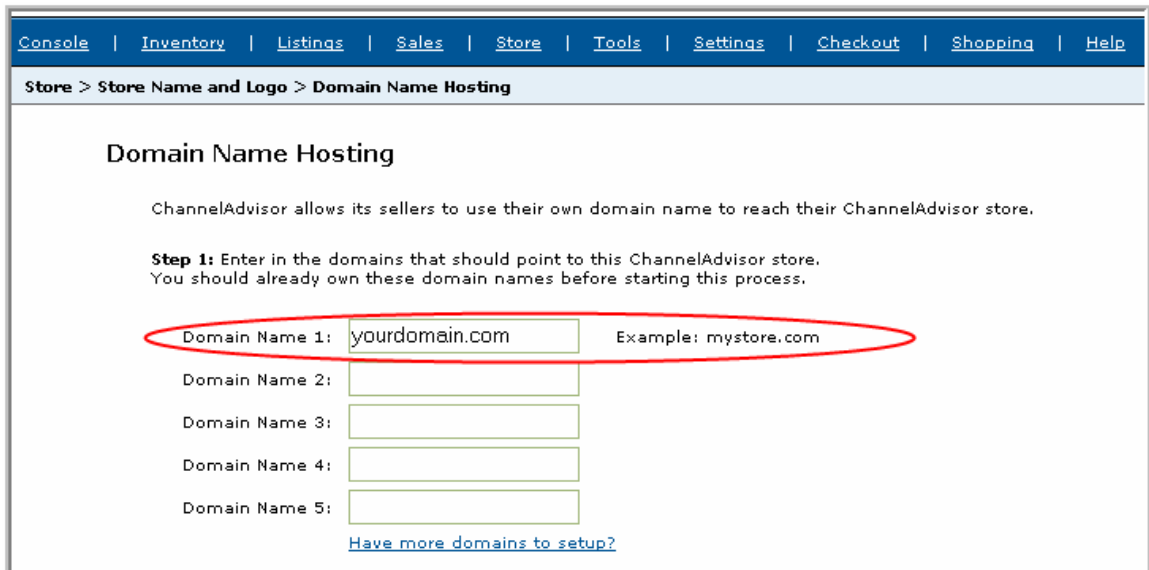 Console | Inventory | Listings | Sales | Store | Tools | Settings | Checkout | Shopping | Help
Store > Store Name and Logo > Domain Name Hosting
Domain Name Hosting
ChannelAdvisor allows its sellers to use their own domain name to reach their ChannelAdvisor store.
Step 1: Enter in the domains that should point to this ChannelAdvisor store.
You should already own these domain names before starting this process.
Domain Name 1: yourdomain.com Example: mystore.com
Domain Name 2:
Domain Name 3:
Domain Name 4:
Domain Name 5:
Have more domains to setup?